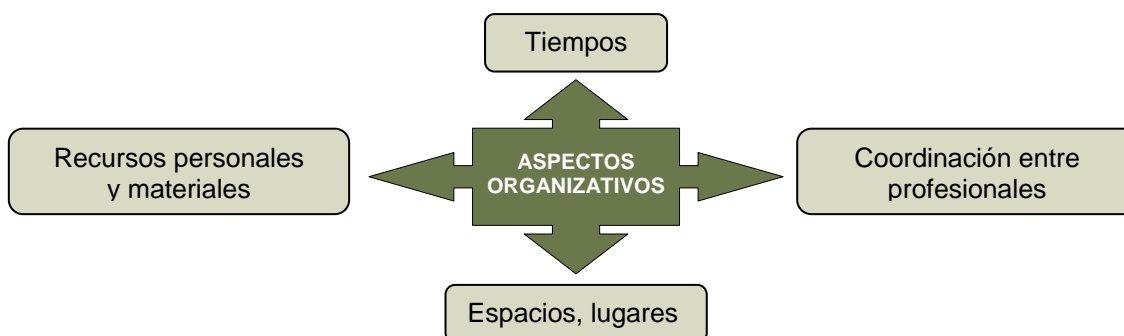 Tiempos
Recursos personales
y materiales
ASPECTOS
ORGANIZATIVOS
Coordinación entre
profesionales
Espacios, lugares